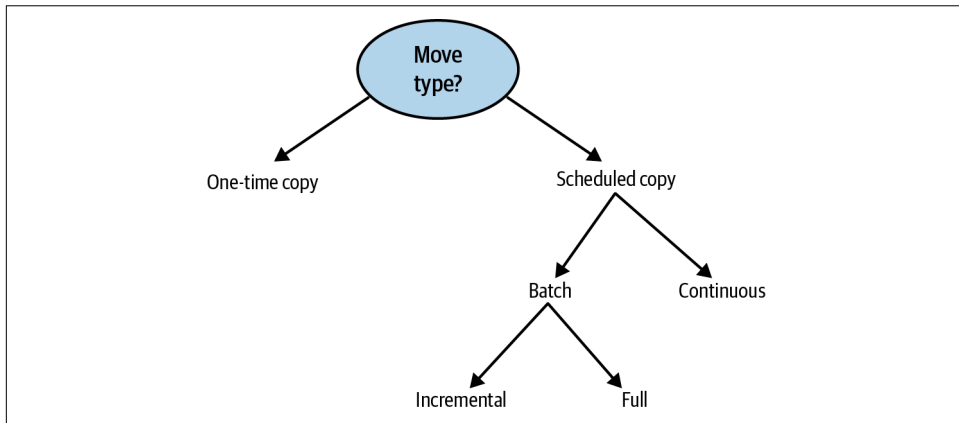 Move
type?
One-time copy
Scheduled copy
Batch
Continuous
Incremental
Full